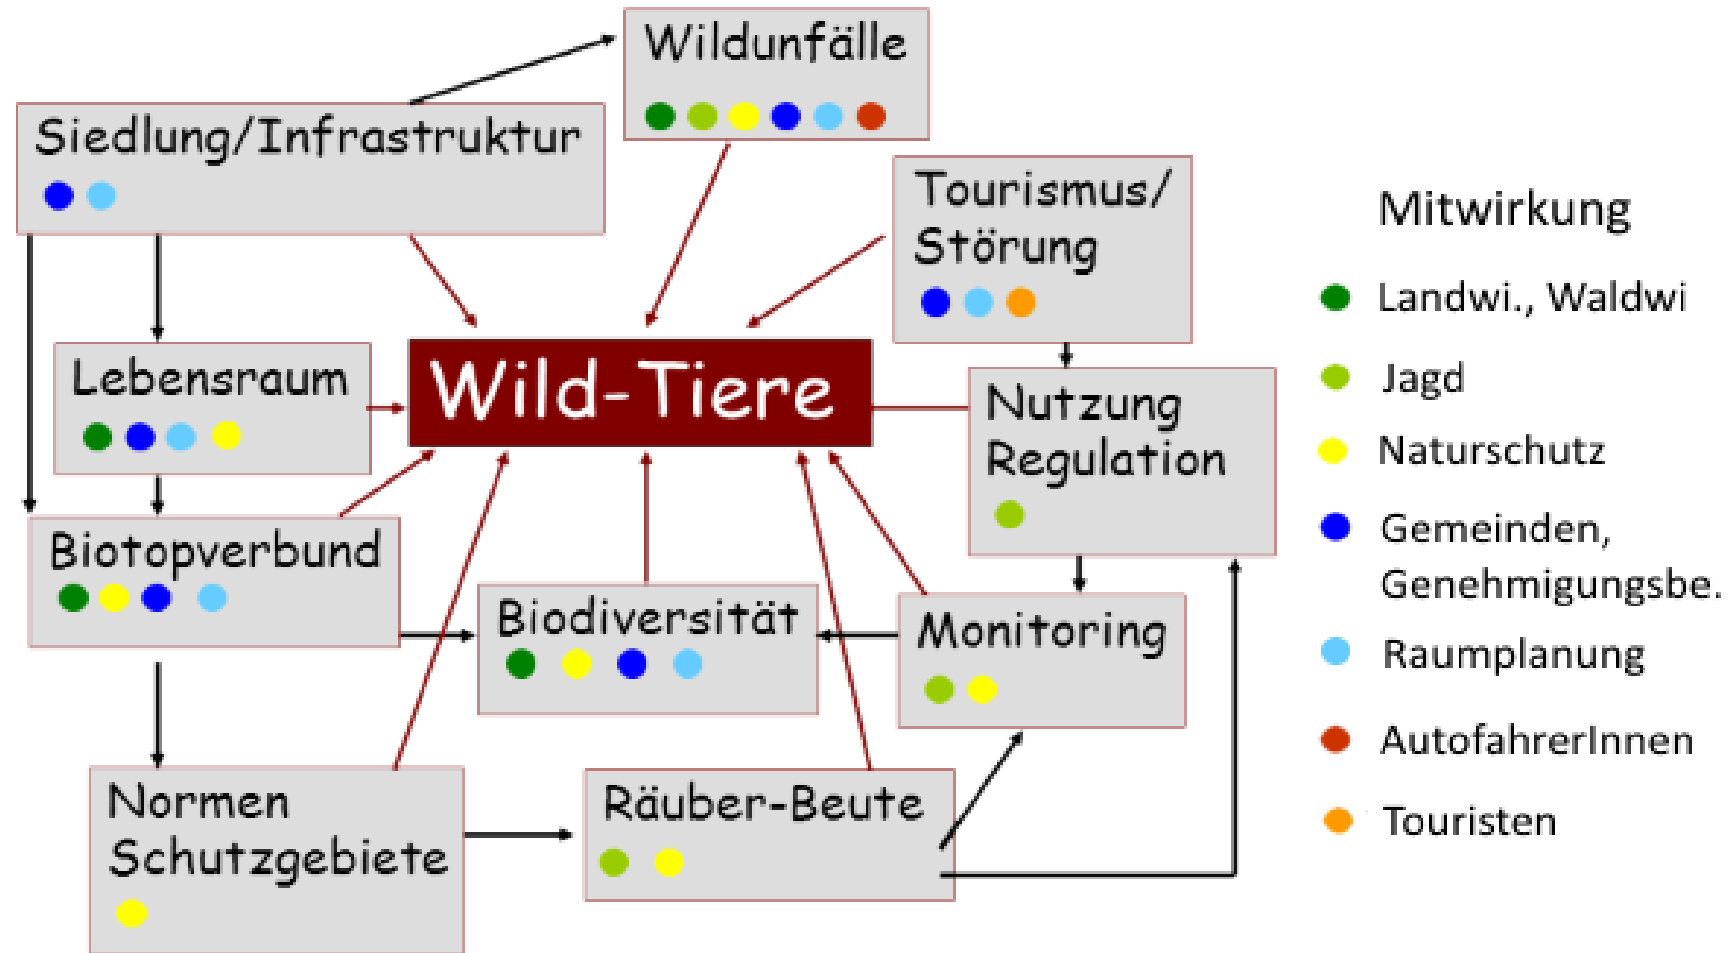 Wildunfälle
Siedlung/Infrastruktur
Tourismus/
Störung
Lebensraum
Wild-Tiere
Nutzung
Regulation
Biotopverbund
Biodiversität
Monitoring
Normen
Schutzgebiete
Räuber-Beute
Mitwirkung
Landwi., Waldwi
Jagd
Naturschutz
Gemeinden,
Genehmigungsbe.
Raumplanung
AutofahrerInnen
Touristen